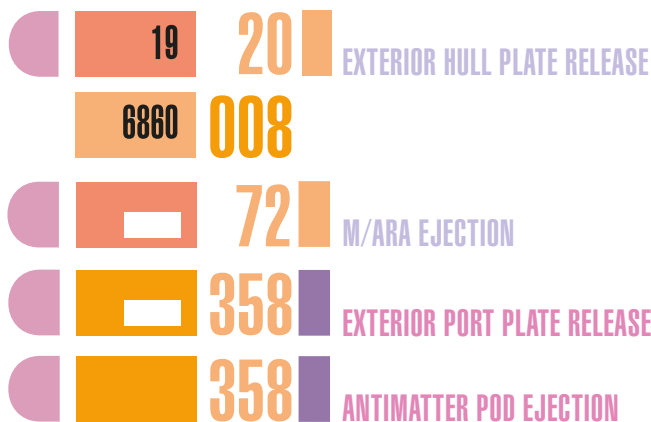 19 20 EXTERIOR HULL PLATE RELEASE
6860 008
72 M/ARA EJECTION
358 EXTERIOR PORT PLATE RELEASE
358 ANTIMATTER POD EJECTION